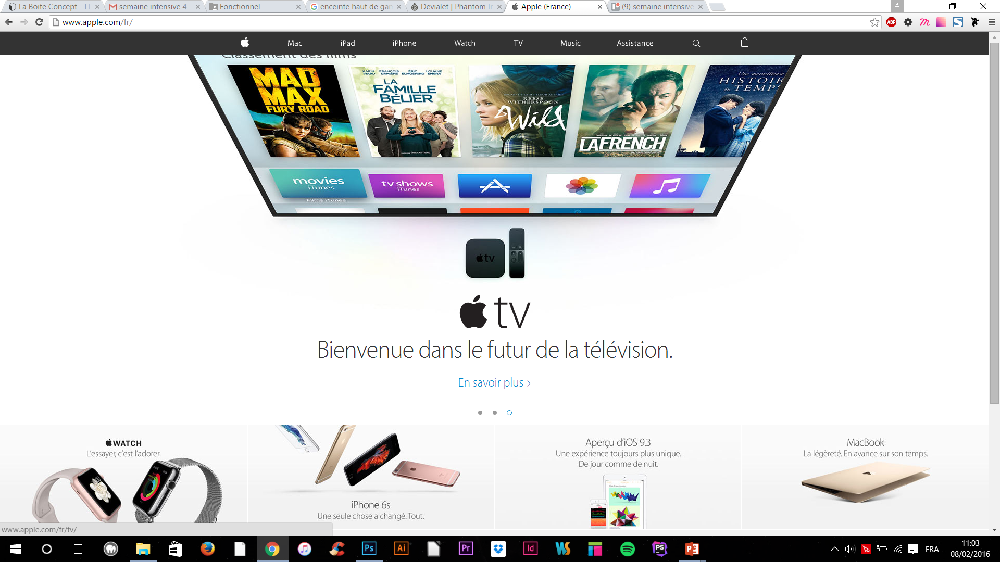 La Boite Concept - LD
semaine intensive 4 -
Fonctionnel
enceinte haut de gam
Devialet | Phantom In
Apple (France)
(9) semaine intensive
www.apple.com/fr/
ABP
Mac
iPad
iPhone
Watch
TV
Music
Assistance
Classement des films
MAD
MAX
FURY ROAD
KARIN VIARD
FRANÇOIS DAMIENS
ÉRIC ELMOSNINO
LOUANE EMERA
LA
FAMILLE
BÉLIER
REESE
WITHERSPOON
Wild
LAFRENCH
Une merveilleuse
HISTOIR
du TEMPS
movies
iTunes
tv shows
iTunes
Films iTunes
tv
tv
Bienvenue dans le futur de la télévision.
En savoir plus >
WATCH
L'essayer, c'est l'adorer.
iPhone 6s
Une seule chose a changé. Tout.
Aperçu d'iOS 9.3
Une expérience toujours plus unique.
De jour comme de nuit.
MacBook
La légèreté. En avance sur son temps.
www.apple.com/fr/tv/
Ps
Ai
Pr
Id
WS
PS
P
FRA
11:03
08/02/2016